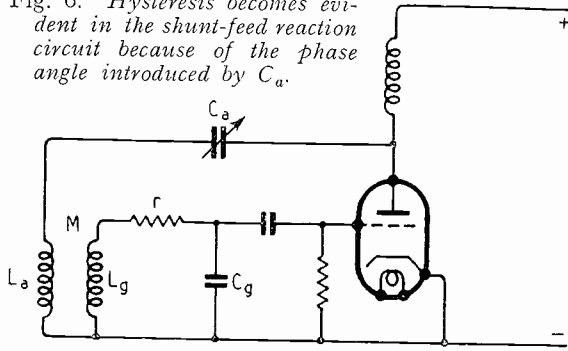 Fig. 6. Hysteresis becomes evi-
dent in the shunt-feed reaction
circuit because of the phase
angle introduced by Ca.
+
Ca
r
M
La
Lg
Cg
−